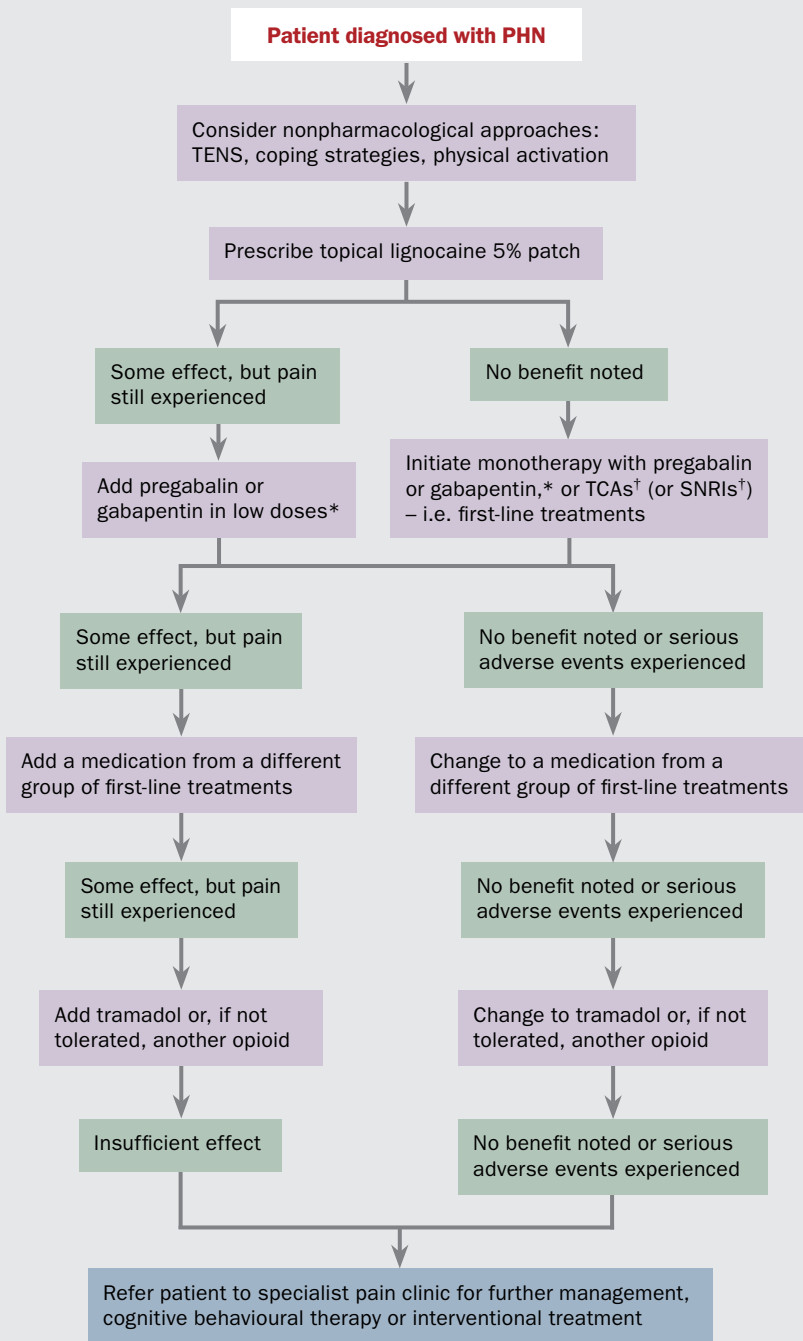 Patient diagnosed with PHN
Consider nonpharmacological approaches:
TENS, coping strategies, physical activation
Prescribe topical lignocaine 5% patch
Some effect, but pain
still experienced
No benefit noted
Add pregabalin or
gabapentin in low doses*
Initiate monotherapy with pregabalin
or gabapentin,* or TCAs† (or SNRIs†)
– i.e. first-line treatments
Some effect, but pain
still experienced
No benefit noted or serious
adverse events experienced
Add a medication from a different
group of first-line treatments
Change to a medication from a
different group of first-line treatments
Some effect, but pain
still experienced
No benefit noted or serious
adverse events experienced
Add tramadol or, if not
tolerated, another opioid
Change to tramadol or, if not
tolerated, another opioid
Insufficient effect
No benefit noted or serious
adverse events experienced
Refer patient to specialist pain clinic for further management,
cognitive behavioural therapy or interventional treatment